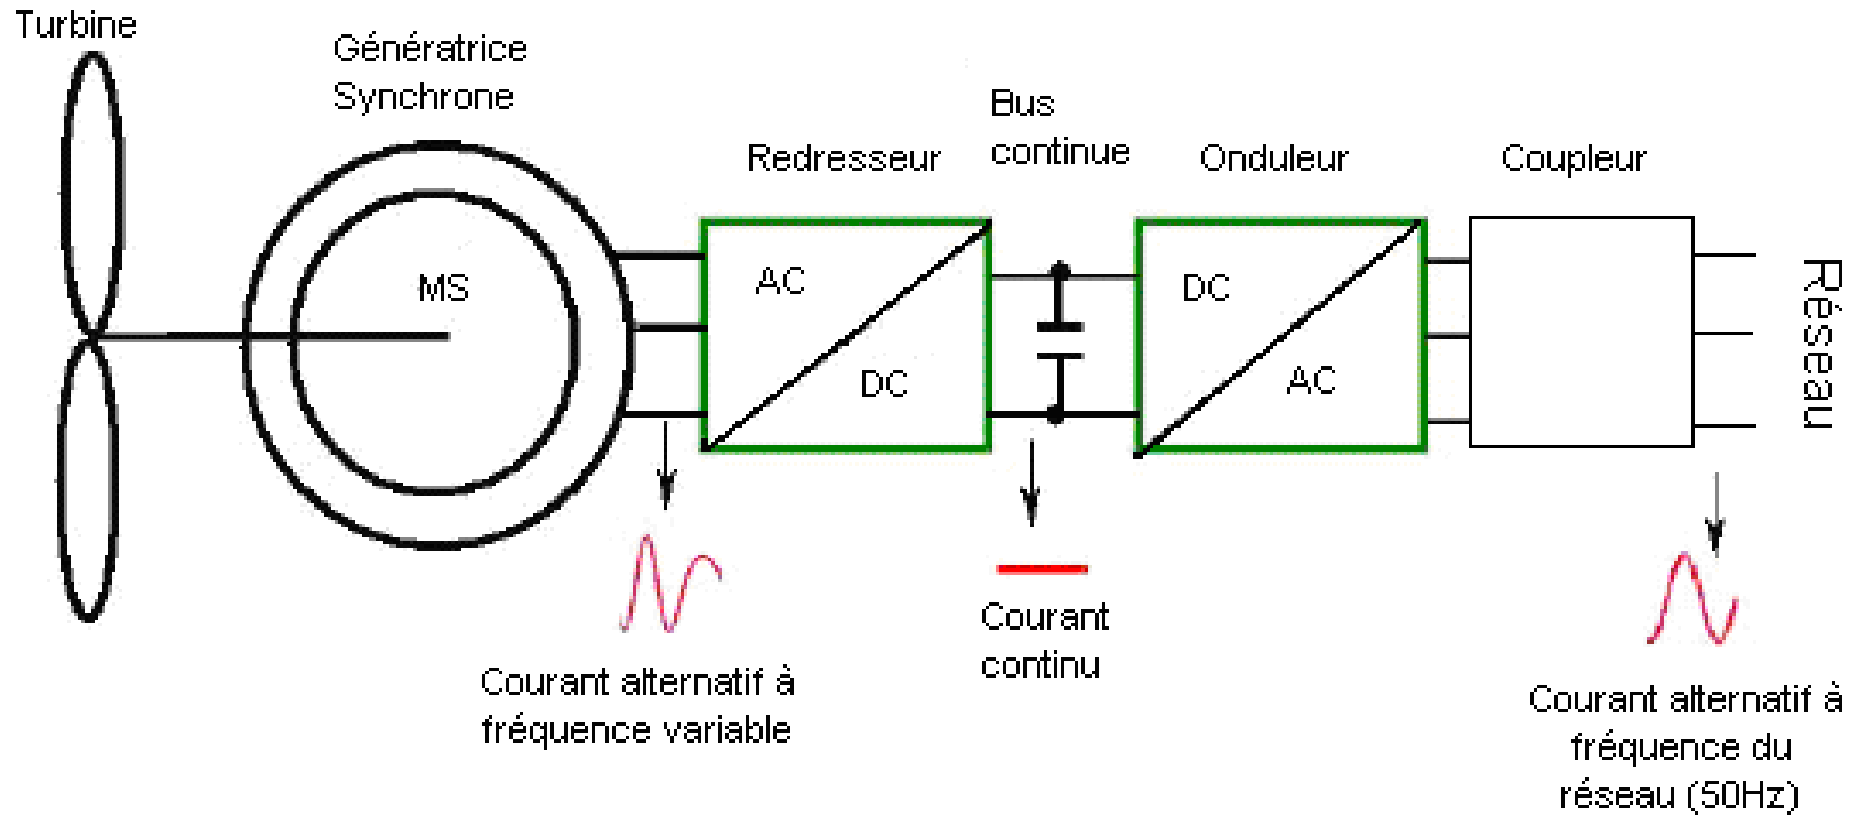 Turbine
Génératrice
Synchrone
MS
Redresseur
AC
DC
Bus
continue
Onduleur
DC
AC
Coupleur
Réseau
Courant alternatif à
fréquence variable
Courant
continu
Courant alternatif à
fréquence du
réseau (50Hz)